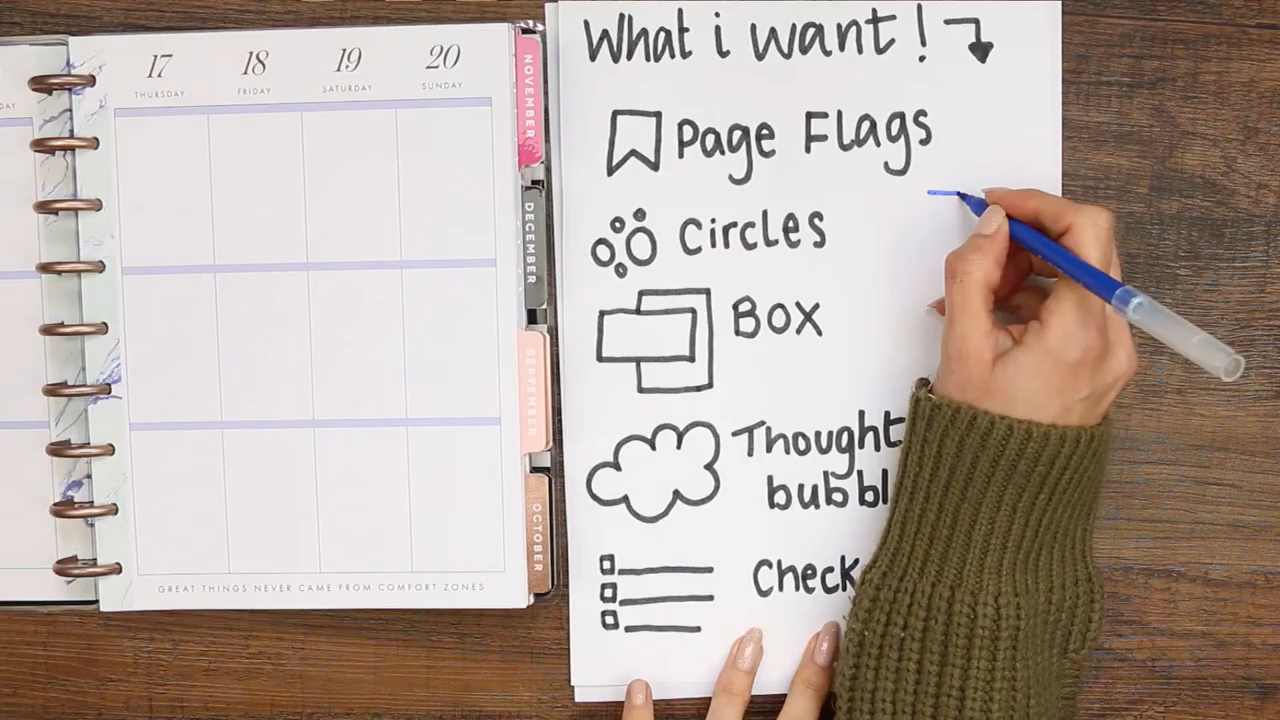 17 18 19 20
THURSDAY FRIDAY SATURDAY SUNDAY
GREAT THINGS NEVER CAME FROM COMFORT ZONES
NOVEMBER
DECEMBER
SEPTEMBER
OCTOBER
What i want!
Page Flags
Circles
Box
Thought
bubbl
Check